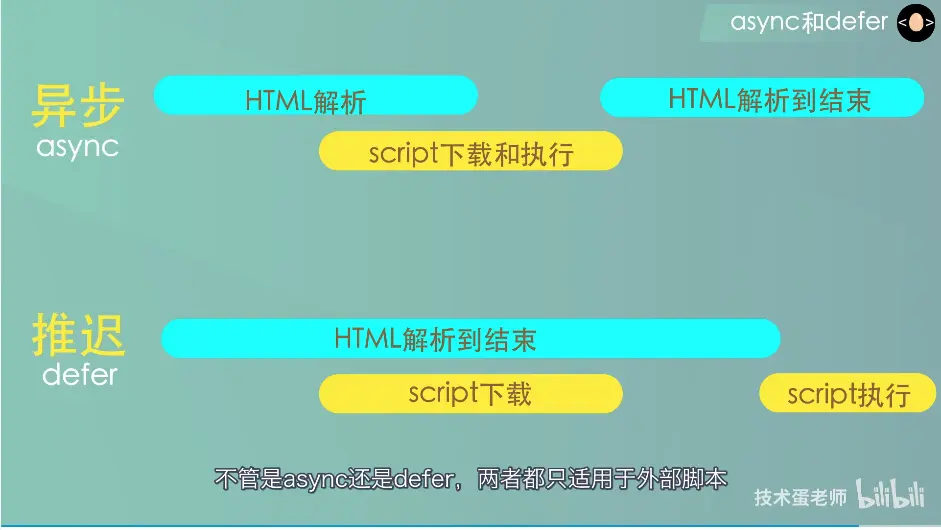 async和defer
异步
async
HTML解析
HTML解析到结束
script下载和执行
推迟
defer
HTML解析到结束
script下载
script执行
不管是async还是defer，两者都只适用于外部脚本
技术蛋老师 bilibili